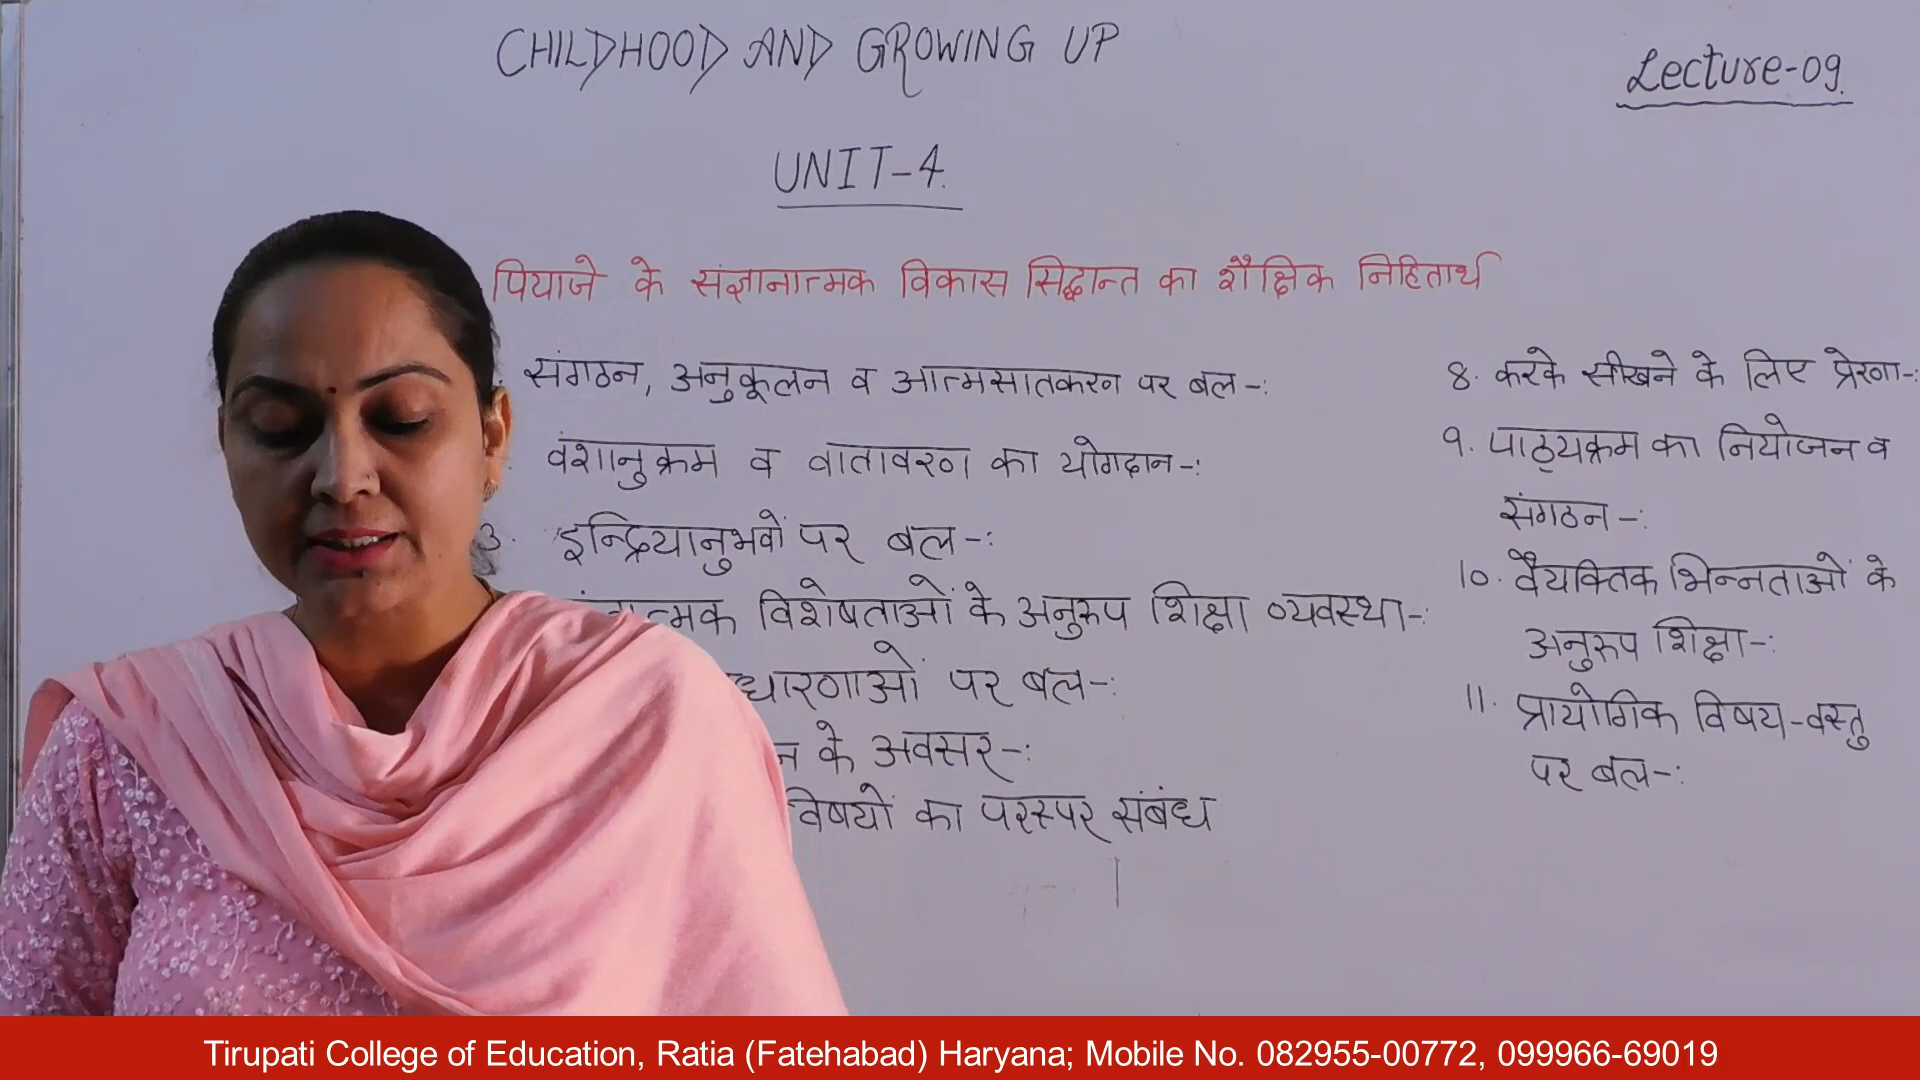 CHILDHOOD AND GROWING UP
Lecture-09.
UNIT-4.
पियाजे के संज्ञानात्मक विकास सिद्धान्त का शैक्षिक निहितार्थ
संगठन, अनुकूलन व आत्मसातकरण पर बल-:
वंशानुक्रम व वातावरण का योगदान-:
3. इन्द्रियानुभवों पर बल-:
विशेषताओं के अनुरुप शिक्षा व्यवस्था-:
पर बल-:
के अवसर-:
विषयों का परस्पर संबंध
8. करके सीखने के लिए प्रेरणा-:
9. पाठ्यक्रम का नियोजन व
संगठन-:
10. वैयक्तिक भिन्नताओं के
अनुरुप शिक्षा-:
11. प्रायोगिक विषय-वस्तु
पर बल-:
Tirupati College of Education, Ratia (Fatehabad) Haryana; Mobile No. 082955-00772, 099966-69019